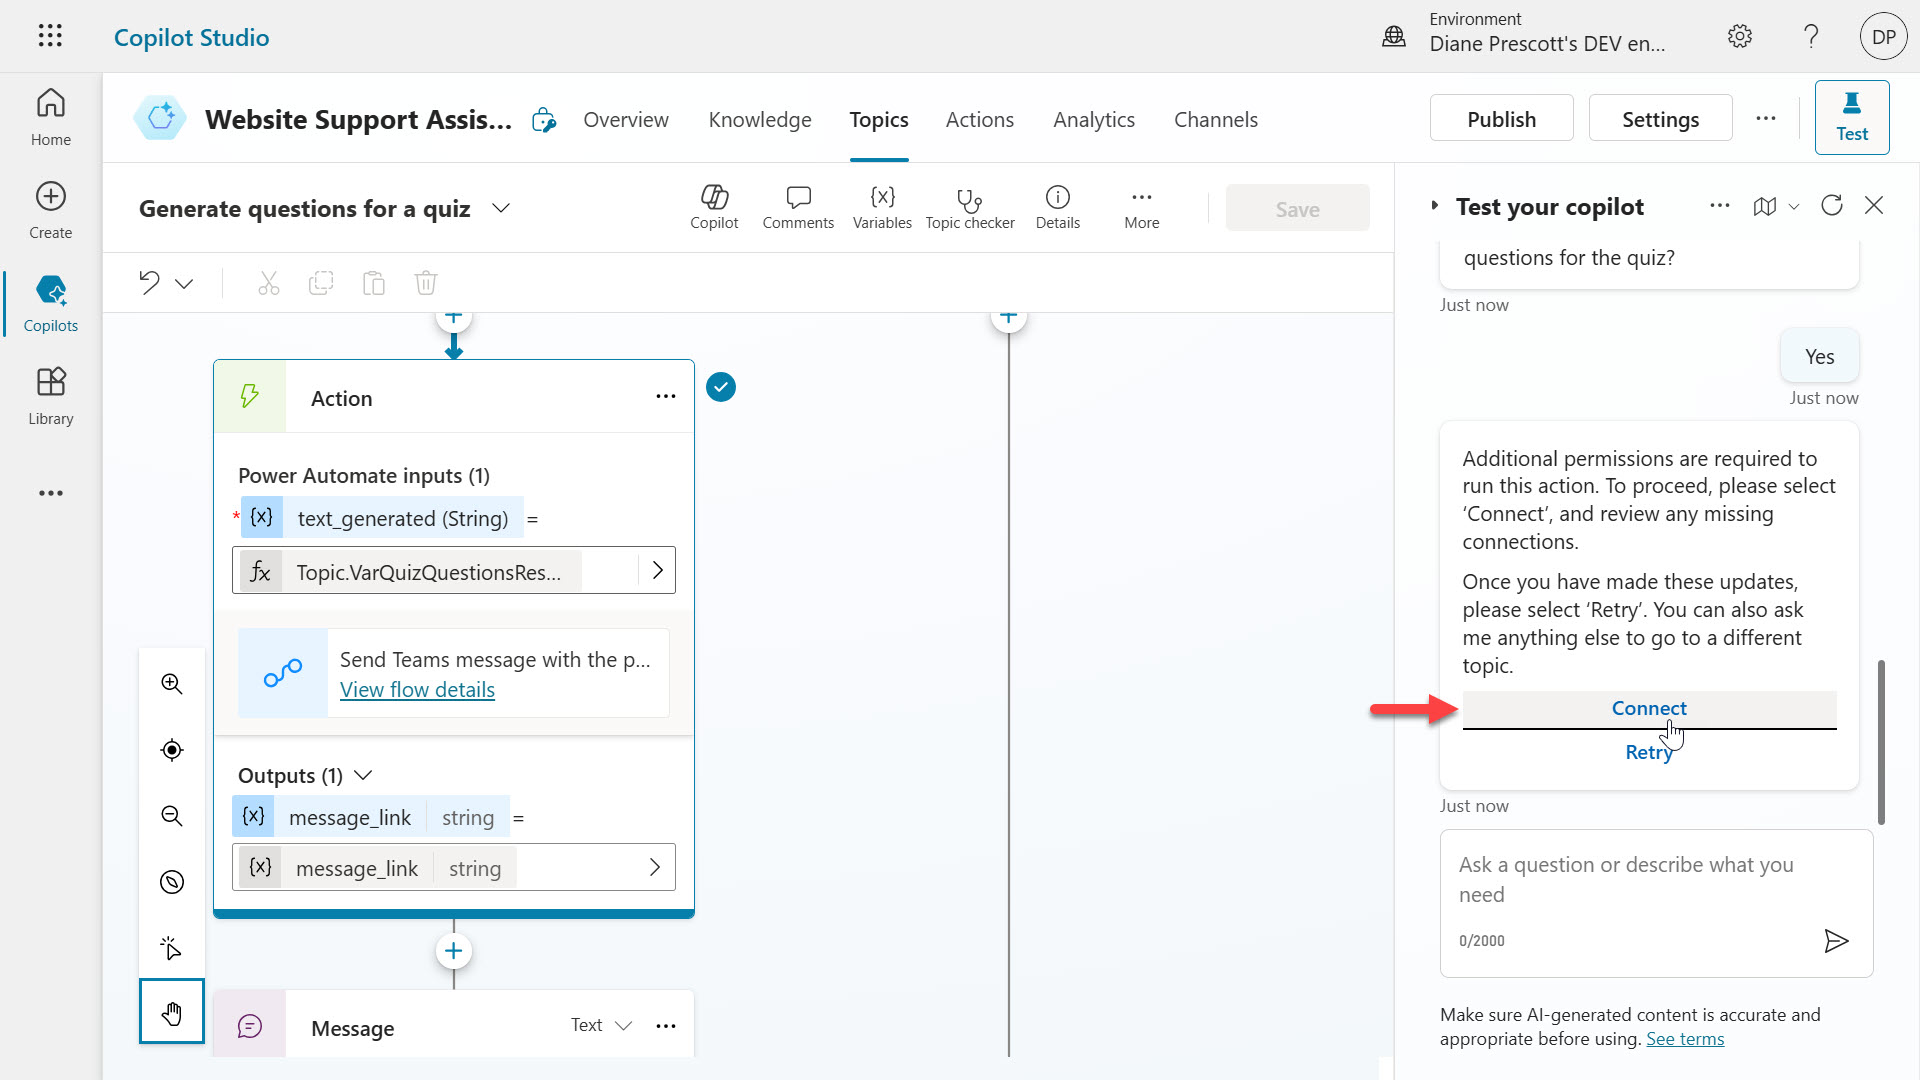 Copilot Studio
Environment
Diane Prescott's DEV en...
DP
Home
Create
Copilots
Library
Website Support Assis...
Overview
Knowledge
Topics
Actions
Analytics
Channels
Publish
Settings
Test
Generate questions for a quiz
Copilot
Comments
{x}
Variables
Topic checker
Details
More
Save
Action
Power Automate inputs (1)
* {x} text_generated (String) =
fx Topic.VarQuizQuestionsRes...
Send Teams message with the p...
View flow details
Outputs (1)
{x} message_link string =
{x} message_link string
Message
Text
Test your copilot
questions for the quiz?
Just now
Yes
Just now
Additional permissions are required to
run this action. To proceed, please select
‘Connect’, and review any missing
connections.
Once you have made these updates,
please select ‘Retry’. You can also ask
me anything else to go to a different
topic.
Connect
Retry
Just now
Ask a question or describe what you
need
0/2000
Make sure AI-generated content is accurate and
appropriate before using. See terms